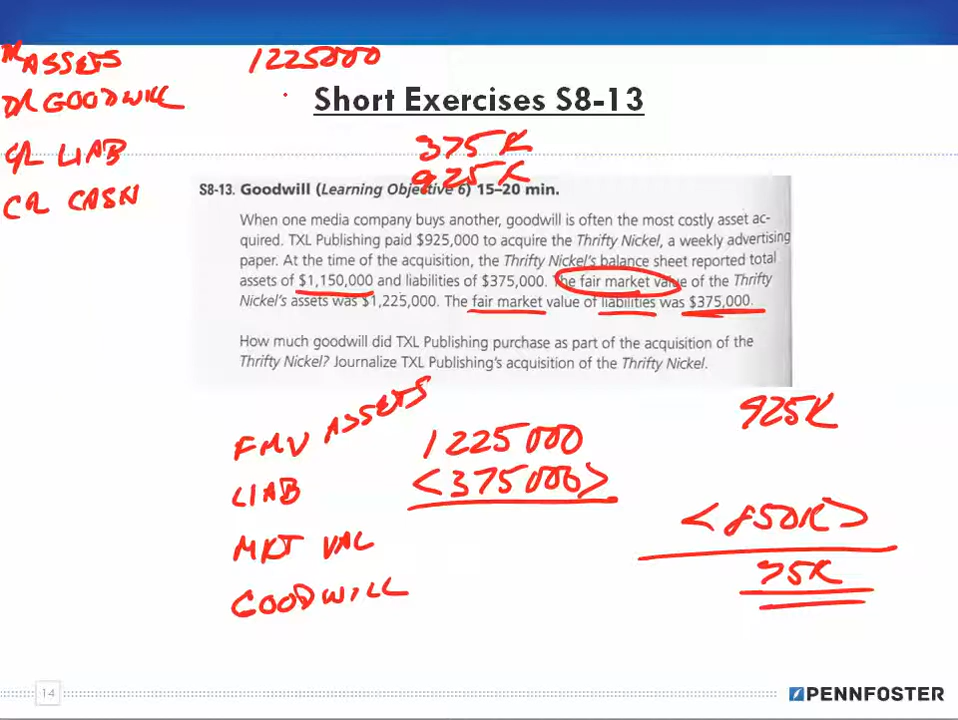 DR ASSETS 1225000
DR GOODWILL
Short Exercises S8-13
CR LIAB 375K
CR CASH 925K
S8-13. Goodwill (Learning Objective 6) 15–20 min.
When one media company buys another, goodwill is often the most costly asset ac-
quired. TXL Publishing paid $925,000 to acquire the Thrifty Nickel, a weekly advertising
paper. At the time of the acquisition, the Thrifty Nickel's balance sheet reported total
assets of $1,150,000 and liabilities of $375,000. The fair market value of the Thrifty
Nickel's assets was $1,225,000. The fair market value of liabilities was $375,000.
How much goodwill did TXL Publishing purchase as part of the acquisition of the
Thrifty Nickel? Journalize TXL Publishing's acquisition of the Thrifty Nickel.
925K
FMV ASSETS 1225000
LIAB <375000>
MKT VAL <850K>
GOODWILL 75K
14
PENNFOSTER